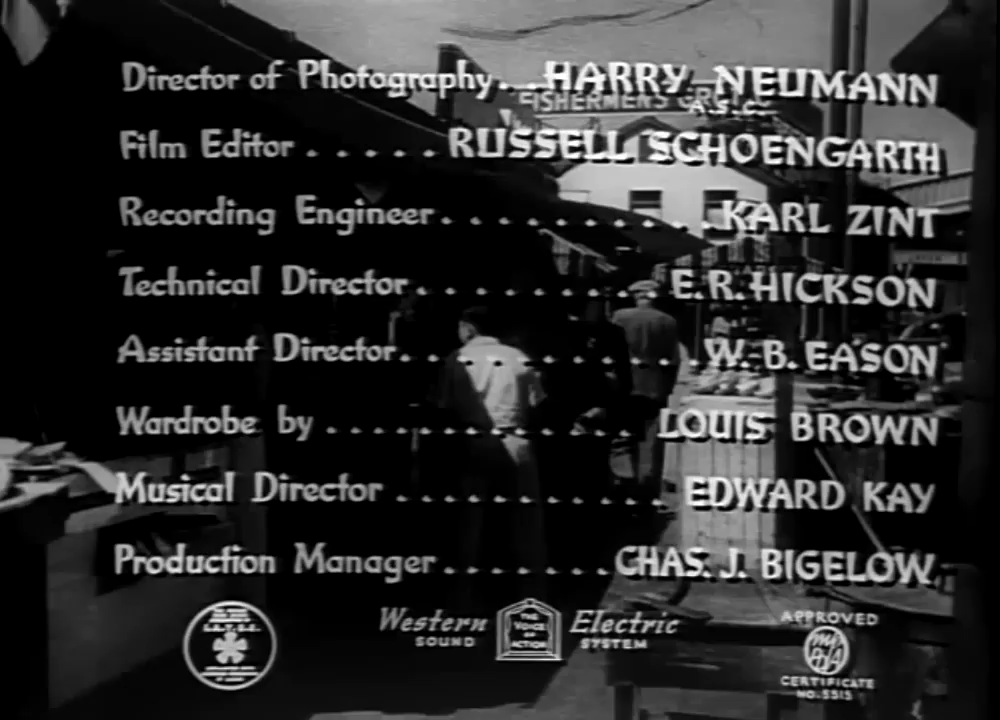 Director of Photography...HARRY NEUMANN
A.S.C.
FISHERMEN'S
Film Editor.....RUSSELL SCHOENGARTH
Recording Engineer.........KARL ZINT
Technical Director.........E.R. HICKSON
Assistant Director..........W. B. EASON
Wardrobe by............LOUIS BROWN
Musical Director..........EDWARD KAY
Production Manager.......CHAS. J. BIGELOW
I.A.T.S.E.
Western Electric
SOUND SYSTEM
THE
VOICE
OF
ACTION
APPROVED
MPPDA
CERTIFICATE
NO. 5515